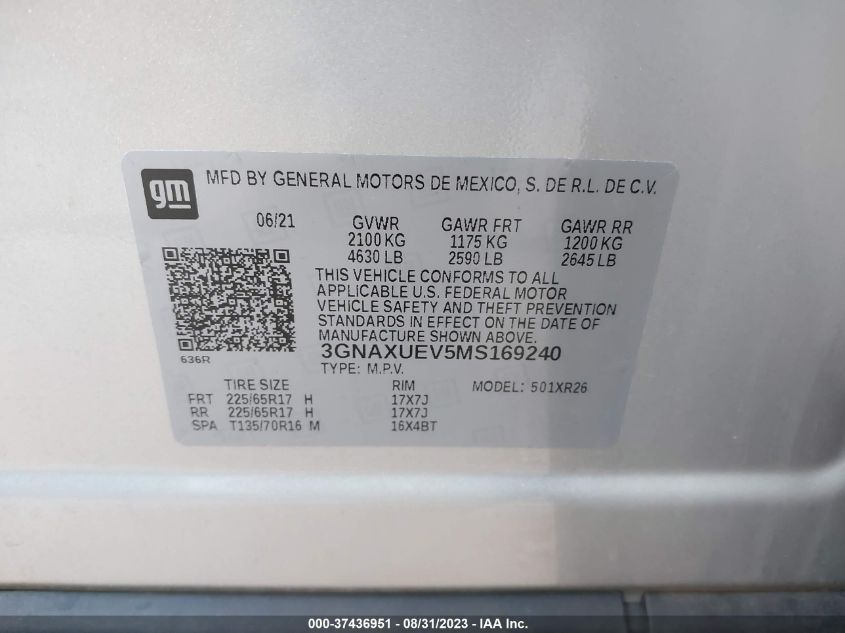 gm
MFD BY GENERAL MOTORS DE MEXICO, S. DE R.L. DE C.V.
06/21 GVWR GAWR FRT GAWR RR
2100 KG 1175 KG 1200 KG
4630 LB 2590 LB 2645 LB
THIS VEHICLE CONFORMS TO ALL
APPLICABLE U.S. FEDERAL MOTOR
VEHICLE SAFETY AND THEFT PREVENTION
STANDARDS IN EFFECT ON THE DATE OF
MANUFACTURE SHOWN ABOVE.
636R 3GNAXUEV5MS169240
TYPE: M.P.V.
TIRE SIZE RIM MODEL: 501XR26
FRT 225/65R17 H 17X7J
RR 225/65R17 H 17X7J
SPA T135/70R16 M 16X4BT
000-37436951 - 08/31/2023 - IAA Inc.